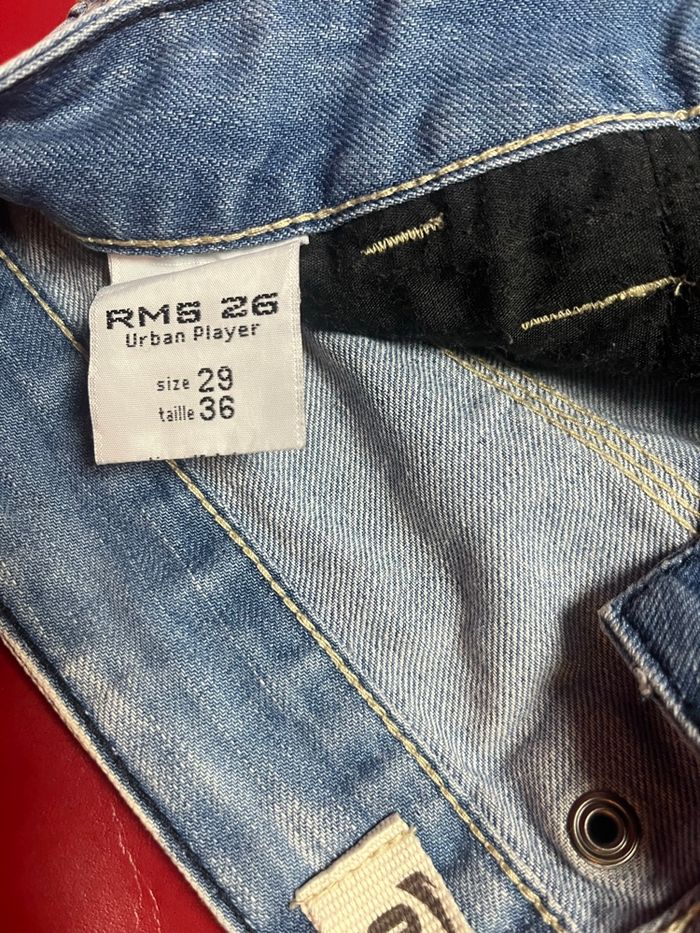 RMS 26
Urban Player
size 29
taille 36